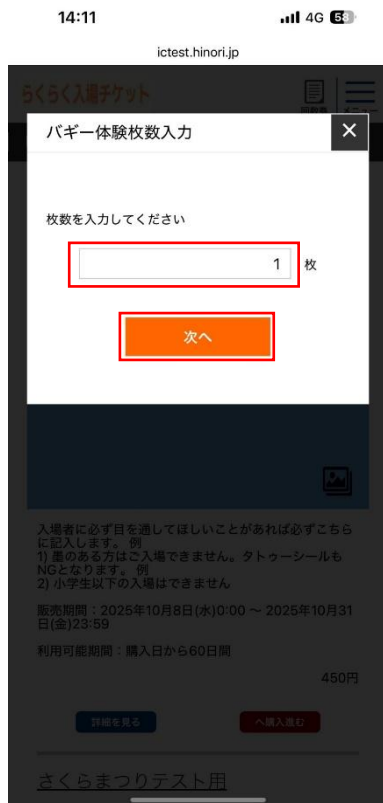 14:11
4G 53
ictest.hinori.jp
らくらく入場チケット
回数券
メニュー
バギー体験枚数入力
枚数を入力してください
1 枚
次へ
入場者に必ず目を通してほしいことがあれば必ずこちら
に記入します。 例
1) 墨のある方はご入場できません。タトゥーシールも
NGとなります。 例
2) 小学生以下の入場はできません
販売期間：2025年10月8日(水)0:00 ～ 2025年10月31
日(金)23:59
利用可能期間：購入日から60日間
450円
詳細を見る
へ購入進む
さくらまつりテスト用